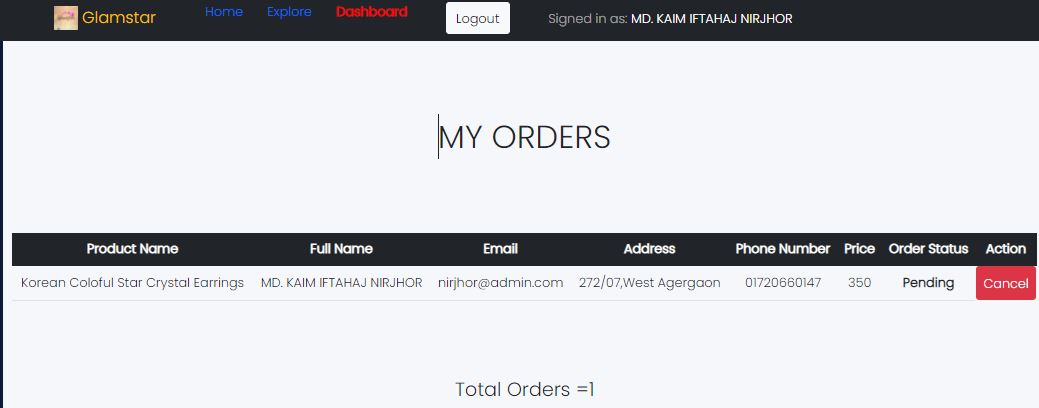 Glamstar Home Explore Dashboard Logout Signed in as: MD. KAIM IFTAHAJ NIRJHOR
MY ORDERS
Product Name Full Name Email Address Phone Number Price Order Status Action
Korean Coloful Star Crystal Earrings MD. KAIM IFTAHAJ NIRJHOR nirjhor@admin.com 272/07,West Agergaon 01720660147 350 Pending Cancel
Total Orders =1